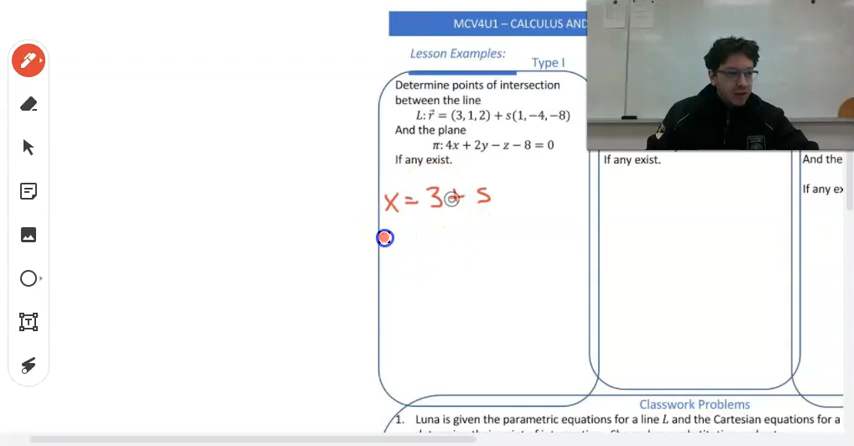 MCV4U1 – CALCULUS AND
Lesson Examples:
Type I
Determine points of intersection
between the line
L: r⃗ = (3, 1, 2) + s(1, −4, −8)
And the plane
π: 4x + 2y − z − 8 = 0
If any exist.
If any exist.
And the
If any ex
x = 3 + s
Classwork Problems
1. Luna is given the parametric equations for a line L and the Cartesian equations for a